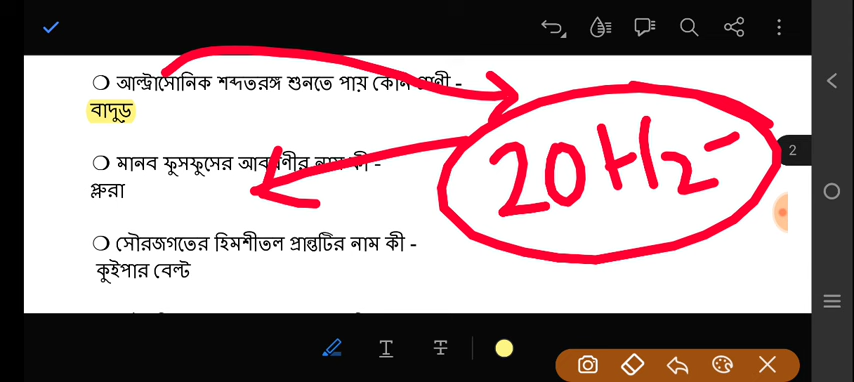 ❍ আল্ট্রাসোনিক শব্দতরঙ্গ শুনতে পায় কোন প্রাণী -
বাদুড়
20Hz-
❍ মানব ফুসফুসের আবরণীর নাম কী -
প্লুরা
2
❍ সৌরজগতের হিমশীতল প্রান্তটির নাম কী -
কুইপার বেল্ট